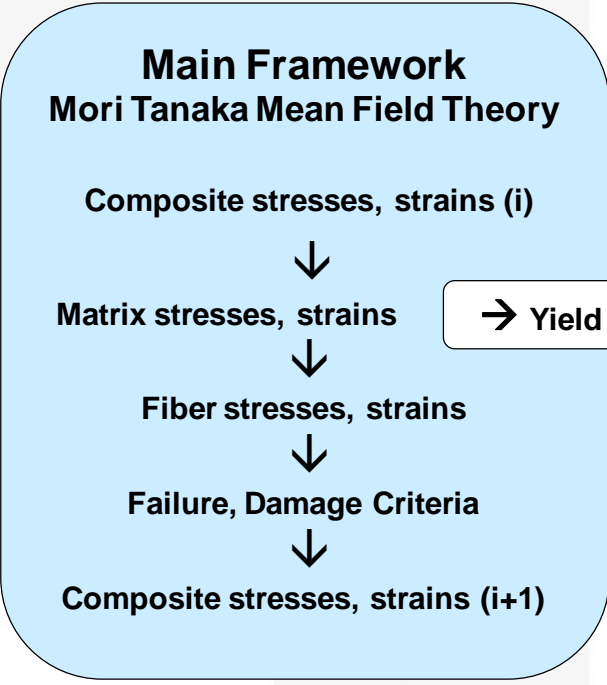 Main Framework
Mori Tanaka Mean Field Theory
Composite stresses, strains (i)
↓
Matrix stresses, strains
→ Yield
↓
Fiber stresses, strains
↓
Failure, Damage Criteria
↓
Composite stresses, strains (i+1)